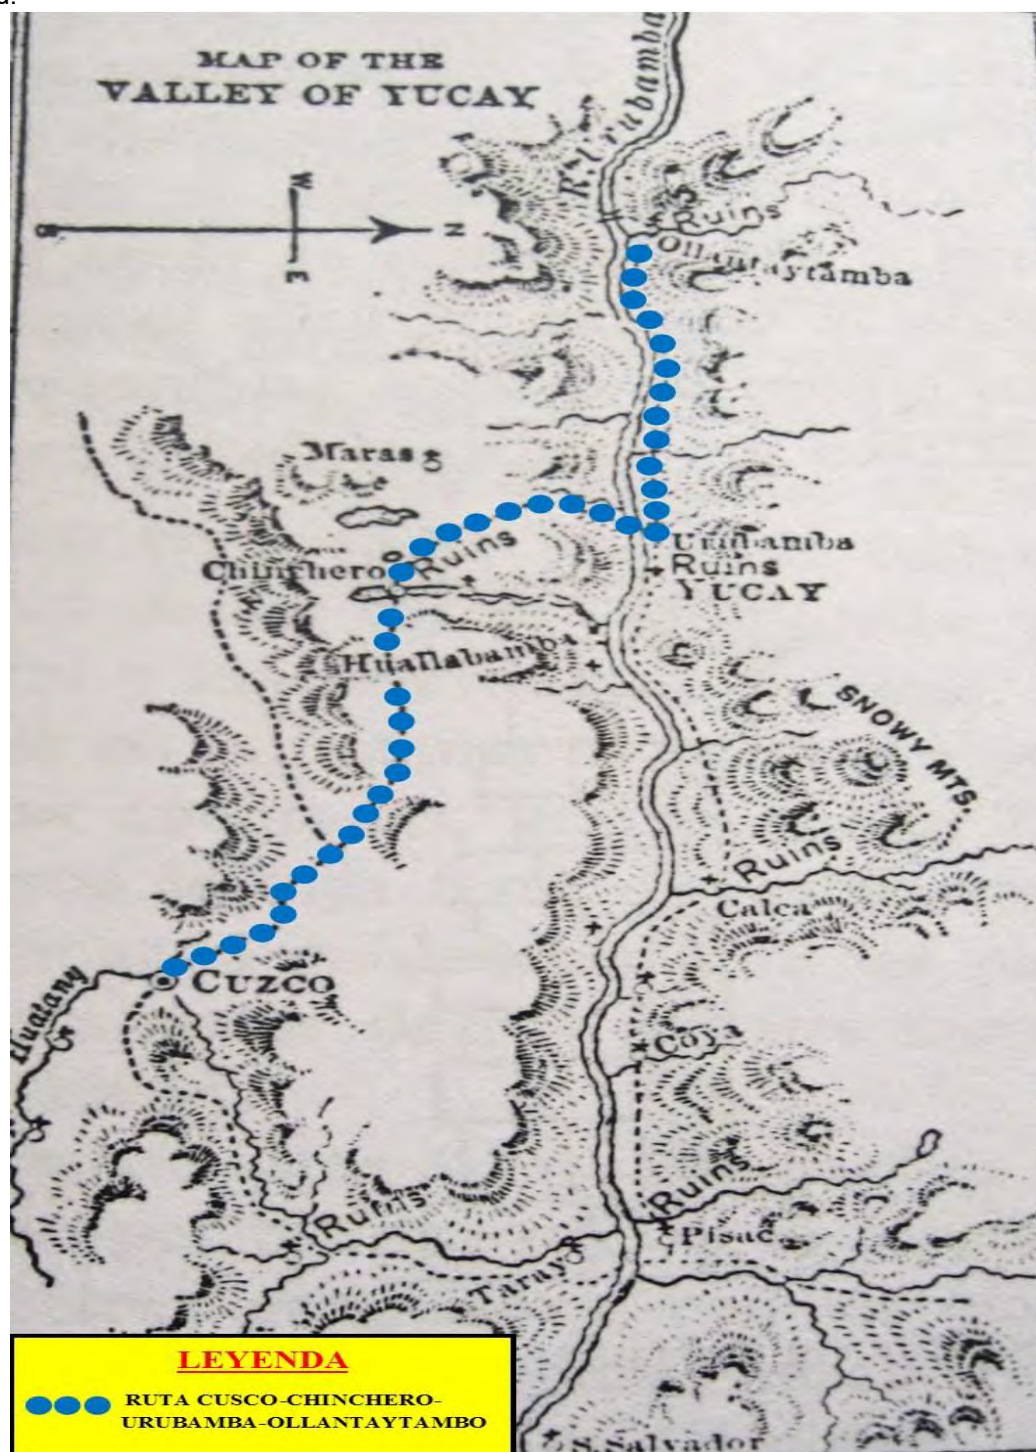 MAP OF THE
VALLEY OF YUCAY
R. Urubamba
W
S
N
E
Ruins
Ollantaytamba
Maras
Chinchero
Ruins
Urubamba
Ruins
YUCAY
Huallabamba
SNOWY MTS.
Ruins
Calca
CUZCO
Coya
Ruins
Ruins
Pisac
Taray
S. Salvador
LEYENDA
RUTA CUSCO-CHINCHERO-
URUBAMBA-OLLANTAYTAMBO